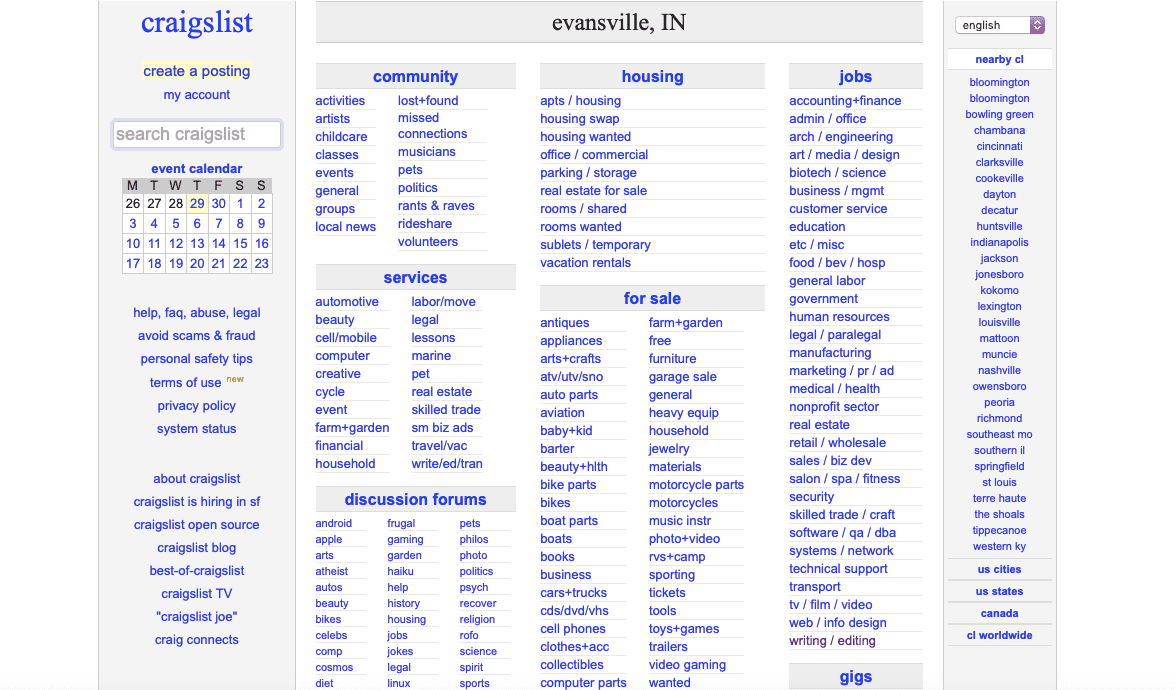 craigslist
create a posting
my account
search craigslist
event calendar
M T W T F S S
26 27 28 29 30 1 2
3 4 5 6 7 8 9
10 11 12 13 14 15 16
17 18 19 20 21 22 23
help, faq, abuse, legal
avoid scams & fraud
personal safety tips
terms of use new
privacy policy
system status
about craigslist
craigslist is hiring in sf
craigslist open source
craigslist blog
best-of-craigslist
craigslist TV
"craigslist joe"
craig connects
evansville, IN
community
activities
artists
childcare
classes
events
general
groups
local news
lost+found
missed
connections
musicians
pets
politics
rants & raves
rideshare
volunteers
services
automotive
beauty
cell/mobile
computer
creative
cycle
event
farm+garden
financial
household
labor/move
legal
lessons
marine
pet
real estate
skilled trade
sm biz ads
travel/vac
write/ed/tran
discussion forums
android
apple
arts
atheist
autos
beauty
bikes
celebs
comp
cosmos
diet
frugal
gaming
garden
haiku
help
history
housing
jobs
jokes
legal
linux
pets
philos
photo
politics
psych
recover
religion
rofo
science
spirit
sports
housing
apts / housing
housing swap
housing wanted
office / commercial
parking / storage
real estate for sale
rooms / shared
rooms wanted
sublets / temporary
vacation rentals
for sale
antiques
appliances
arts+crafts
atv/utv/sno
auto parts
aviation
baby+kid
barter
beauty+hlth
bike parts
bikes
boat parts
boats
books
business
cars+trucks
cds/dvd/vhs
cell phones
clothes+acc
collectibles
computer parts
farm+garden
free
furniture
garage sale
general
heavy equip
household
jewelry
materials
motorcycle parts
motorcycles
music instr
photo+video
rvs+camp
sporting
tickets
tools
toys+games
trailers
video gaming
wanted
jobs
accounting+finance
admin / office
arch / engineering
art / media / design
biotech / science
business / mgmt
customer service
education
etc / misc
food / bev / hosp
general labor
government
human resources
legal / paralegal
manufacturing
marketing / pr / ad
medical / health
nonprofit sector
real estate
retail / wholesale
sales / biz dev
salon / spa / fitness
security
skilled trade / craft
software / qa / dba
systems / network
technical support
transport
tv / film / video
web / info design
writing / editing
gigs
english
nearby cl
bloomington
bloomington
bowling green
chambana
cincinnati
clarksville
cookeville
dayton
decatur
huntsville
indianapolis
jackson
jonesboro
kokomo
lexington
louisville
mattoon
muncie
nashville
owensboro
peoria
richmond
southeast mo
southern il
springfield
st louis
terre haute
the shoals
tippecanoe
western ky
us cities
us states
canada
cl worldwide